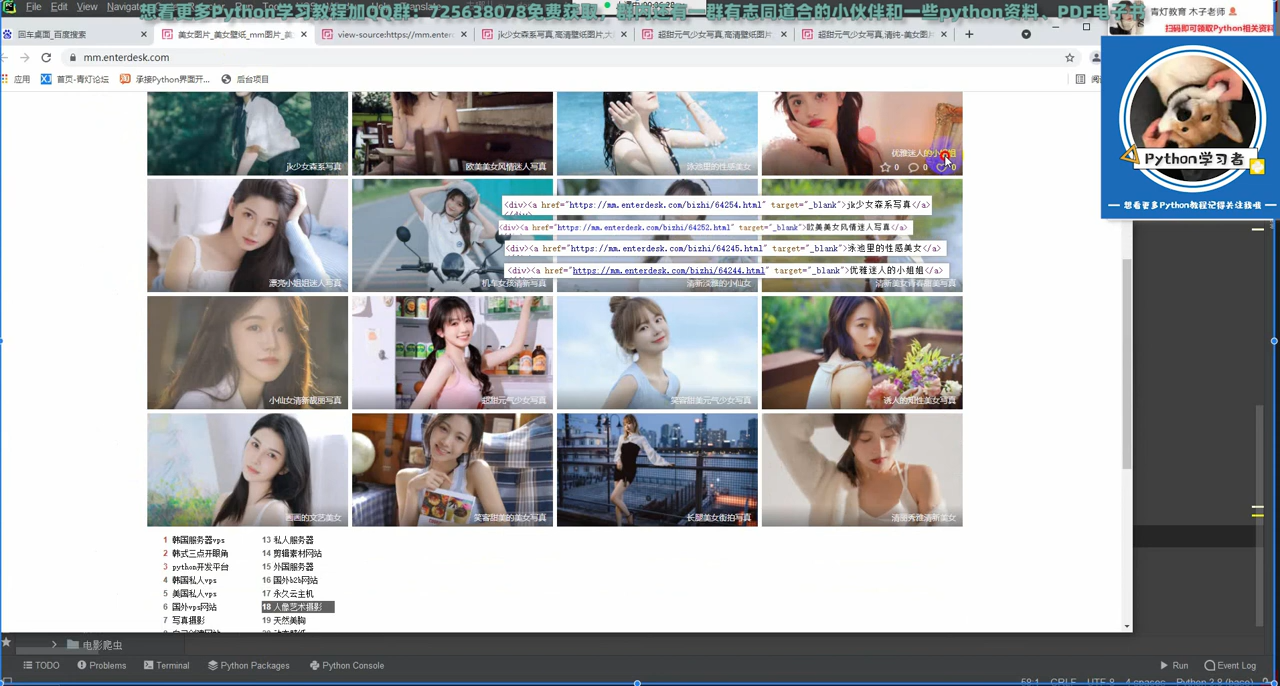 File Edit View
想看更多Python学习教程加QQ群：725638078免费获取，
群有志同道合的小伙伴和一些python资料、PDF电子
青灯教育 木子老师
扫码即可领取Python相关资料
回车桌面_百度搜索
美女图片_美女壁纸_mm图片_美
view-source:https://mm.enter
jk少女森系写真,高清壁纸图片,大
超甜元气少女写真,高清壁纸图片
超甜元气少女写真,清纯-美女图片
mm.enterdesk.com
应用
首页-青灯论坛
承接Python界面开...
后台项目
Python学习者
想看更多Python教程记得关注我哦
jk少女森系写真
欧美美女风情迷人写真
泳池里的性感美女
优雅迷人的小姐姐
0 0 0
<div><a href="https://mm.enterdesk.com/bizhi/64254.html" target="_blank">jk少女森系写真</a>
<div><a href="https://mm.enterdesk.com/bizhi/64252.html" target="_blank">欧美美女风情迷人写真</a>
<div><a href="https://mm.enterdesk.com/bizhi/64245.html" target="_blank">泳池里的性感美女</a>
<div><a href="https://mm.enterdesk.com/bizhi/64244.html" target="_blank">优雅迷人的小姐姐</a>
漂亮小姐姐迷人写真
机车女孩清新写真
清新淡雅的小仙女
清新美女青春甜美写真
小仙女清新靓丽写真
超甜元气少女写真
笑容甜美元气少女写真
诱人的知性美女写真
画画的文艺美女
笑容甜美的美女写真
长腿美女街拍写真
清丽秀雅清新美女
1 韩国服务器vps
2 韩式三点开眼角
3 python开发平台
4 韩国私人vps
5 美国私人vps
6 国外vps网站
7 写真摄影
13 私人服务器
14 剪辑素材网站
15 外国服务器
16 国外b2b网站
17 永久云主机
18 人像艺术摄影
19 天然美胸
电影爬虫
TODO
Problems
Terminal
Python Packages
Python Console
Run
Event Log
58:1 CRLF UTF-8 4 spaces Python 3.8 (base)